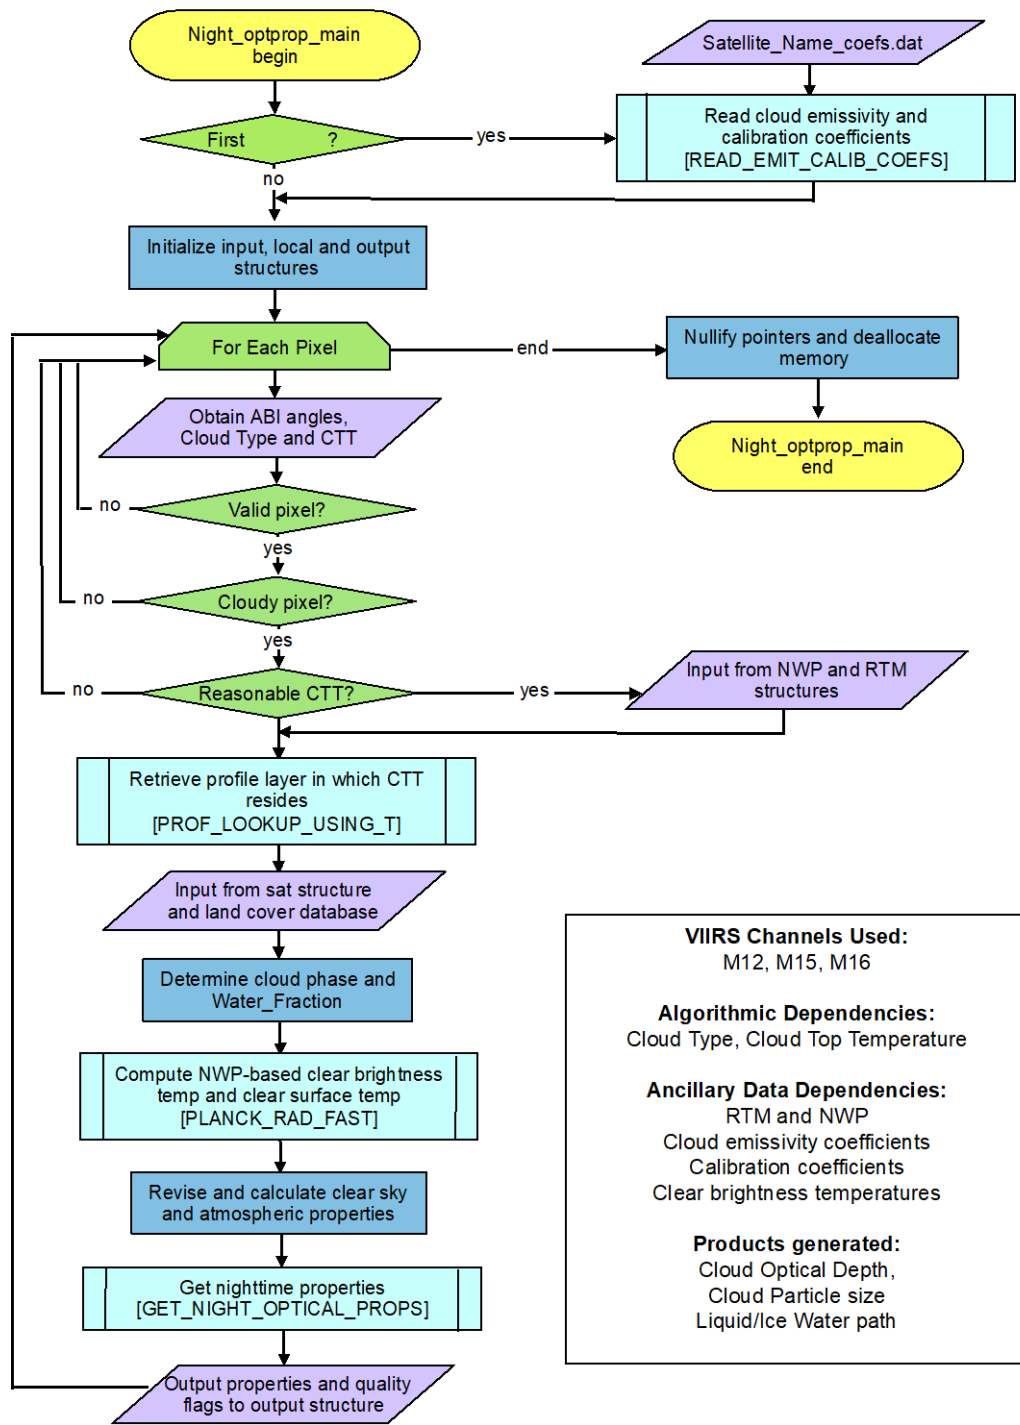 Night_optprop_main
begin
Satellite_Name_coefs.dat
First ?
yes
Read cloud emissivity and
calibration coefficients
[READ_EMIT_CALIB_COEFS]
no
Initialize input, local and output
structures
For Each Pixel
end
Nullify pointers and deallocate
memory
Obtain ABI angles,
Cloud Type and CTT
Night_optprop_main
end
no
Valid pixel?
yes
no
Cloudy pixel?
yes
no
Reasonable CTT?
yes
Input from NWP and RTM
structures
Retrieve profile layer in which CTT
resides
[PROF_LOOKUP_USING_T]
Input from sat structure
and land cover database
Determine cloud phase and
Water_Fraction
Compute NWP-based clear brightness
temp and clear surface temp
[PLANCK_RAD_FAST]
Revise and calculate clear sky
and atmospheric properties
Get nighttime properties
[GET_NIGHT_OPTICAL_PROPS]
Output properties and quality
flags to output structure
VIIRS Channels Used:
M12, M15, M16
Algorithmic Dependencies:
Cloud Type, Cloud Top Temperature
Ancillary Data Dependencies:
RTM and NWP
Cloud emissivity coefficients
Calibration coefficients
Clear brightness temperatures
Products generated:
Cloud Optical Depth,
Cloud Particle size
Liquid/Ice Water path